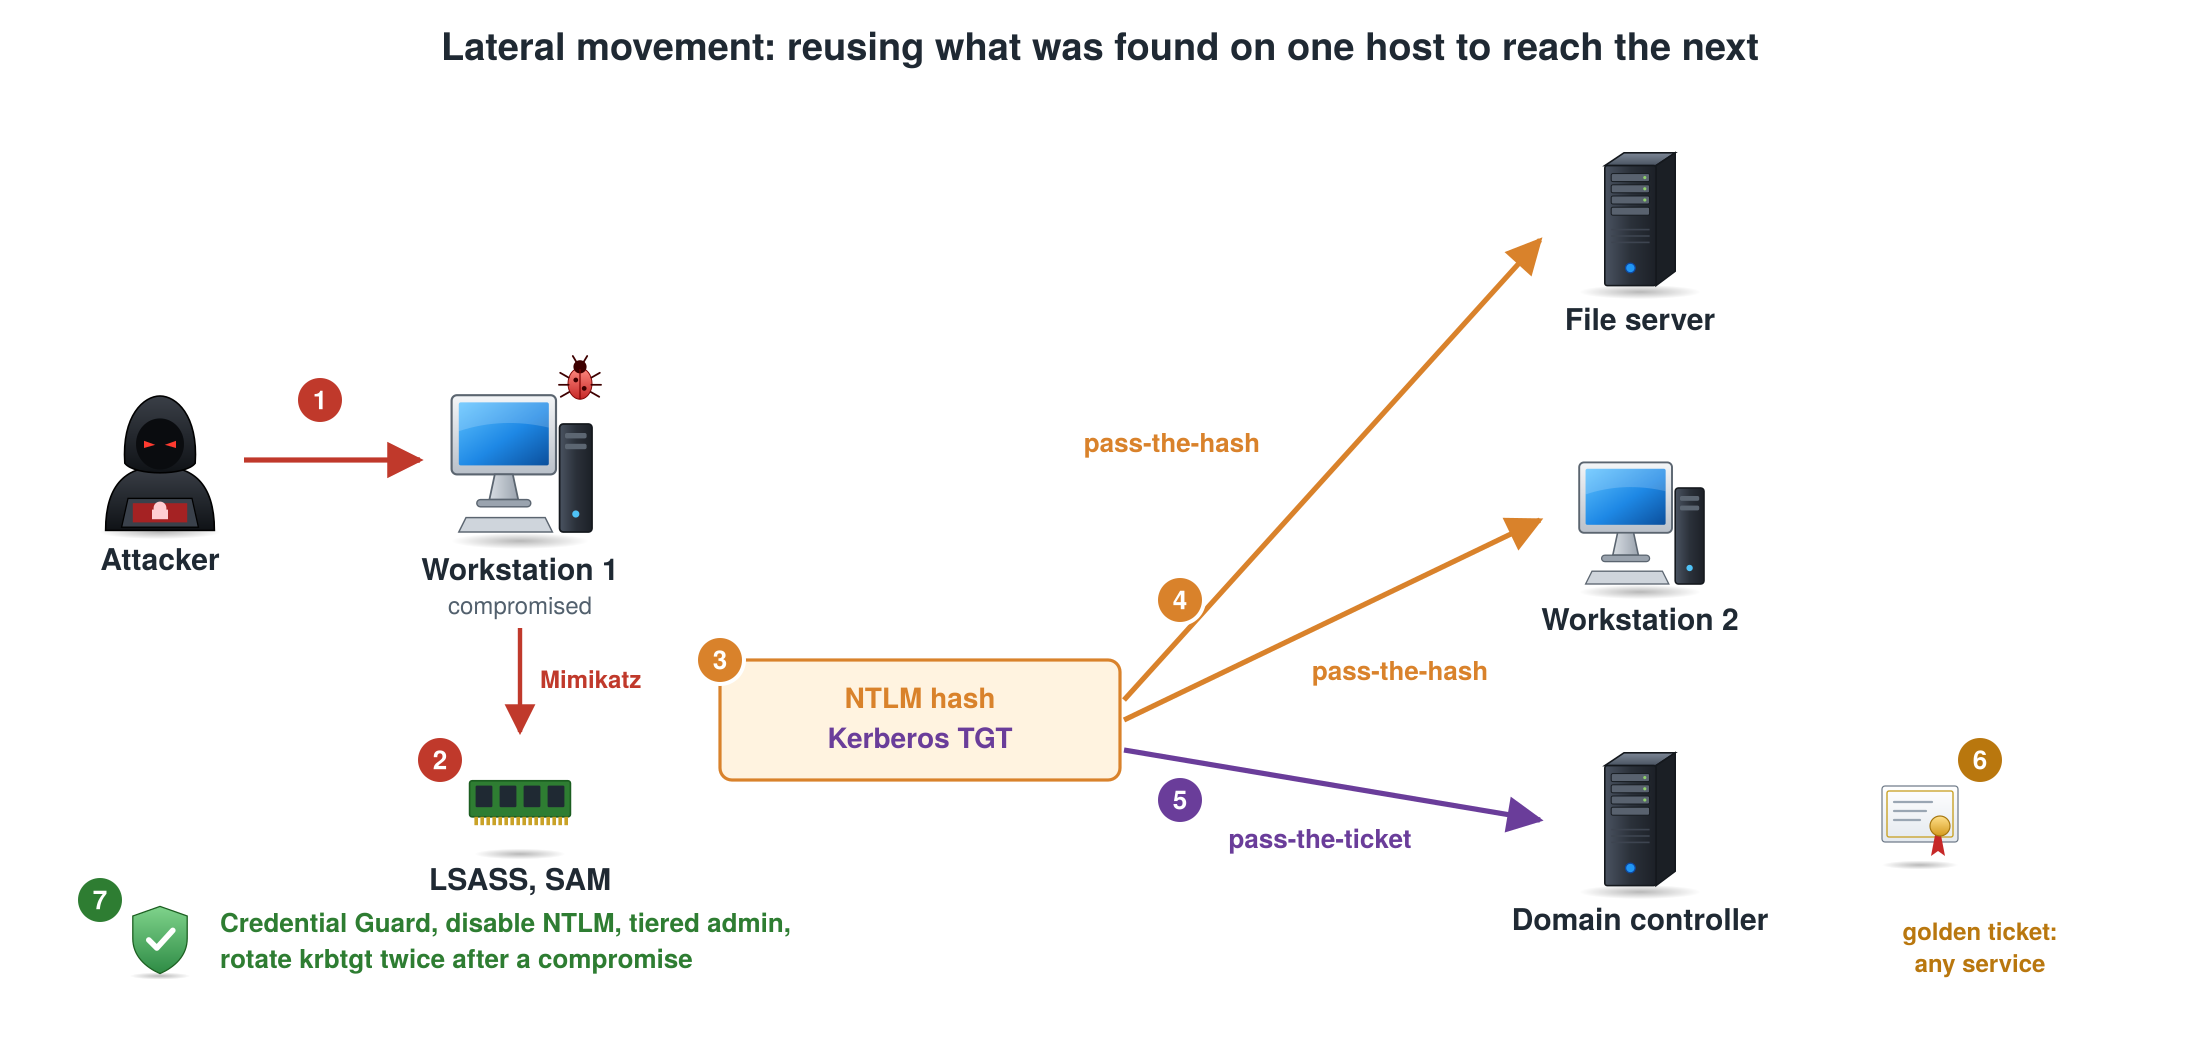 Lateral movement: reusing what was found on one host to reach the next
File server
1
pass-the-hash
Attacker
Workstation 1
compromised
4
Workstation 2
3
Mimikatz
pass-the-hash
NTLM hash
Kerberos TGT
2
5
6
pass-the-ticket
LSASS, SAM
7
Credential Guard, disable NTLM, tiered admin,
rotate krbtgt twice after a compromise
Domain controller
golden ticket:
any service